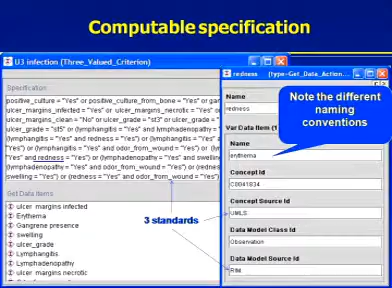 Computable specification
U3 infection (Three_Valued_Criterion)
Specification
positive_culture = "Yes" or positive_culture_from_bone = "Yes" or gan
ulcer_margins_infected = "Yes" or ulcer_margins_necrotic = "Yes" or
ulcer_margins_clean = "No" or ulcer_grade = "st3" or ulcer_grade =
ulcer_grade = "st5" or (lymphangitis = "Yes" and lymphadenopathy =
(lymphangitis = "Yes" and redness = "Yes") or (lymphangitis = "Yes" a
(lymphangitis = "Yes" and odor_from_wound = "Yes") or (lymph
"Yes" and redness = "Yes") or (lymphadenopathy = "Yes" and swelling
(lymphadenopathy = "Yes" and odor_from_wound = "Yes") or (redne
swelling = "Yes") or (redness = "Yes" and odor_from_wound = "Yes")
Get Data Items
ulcer margins infected
Erythema
Gangrene presence
swelling
ulcer_grade
Lymphangitis
Lymphadenopathy
ulcer margins necrotic
3 standards
redness (type=Get_Data_Action...
Name
redness
Var Data Item (1
Name
erythema
Concept Id
C0041834
Concept Source Id
UMLS
Data Model Class Id
Observation
Data Model Source Id
RIM
Note the different
naming
conventions